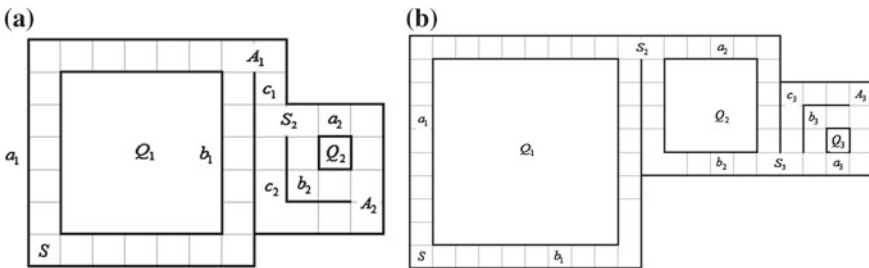 (a)
A₁
c₁
S₂ a₂
a₁ Q₁ b₁ Q₂
c₂ b₂
A₂
S
(b)
S₂ a₂
c₃ A₃
a₁ Q₂ b₃
Q₁ Q₃
b₂ S₃ a₃
S b₁